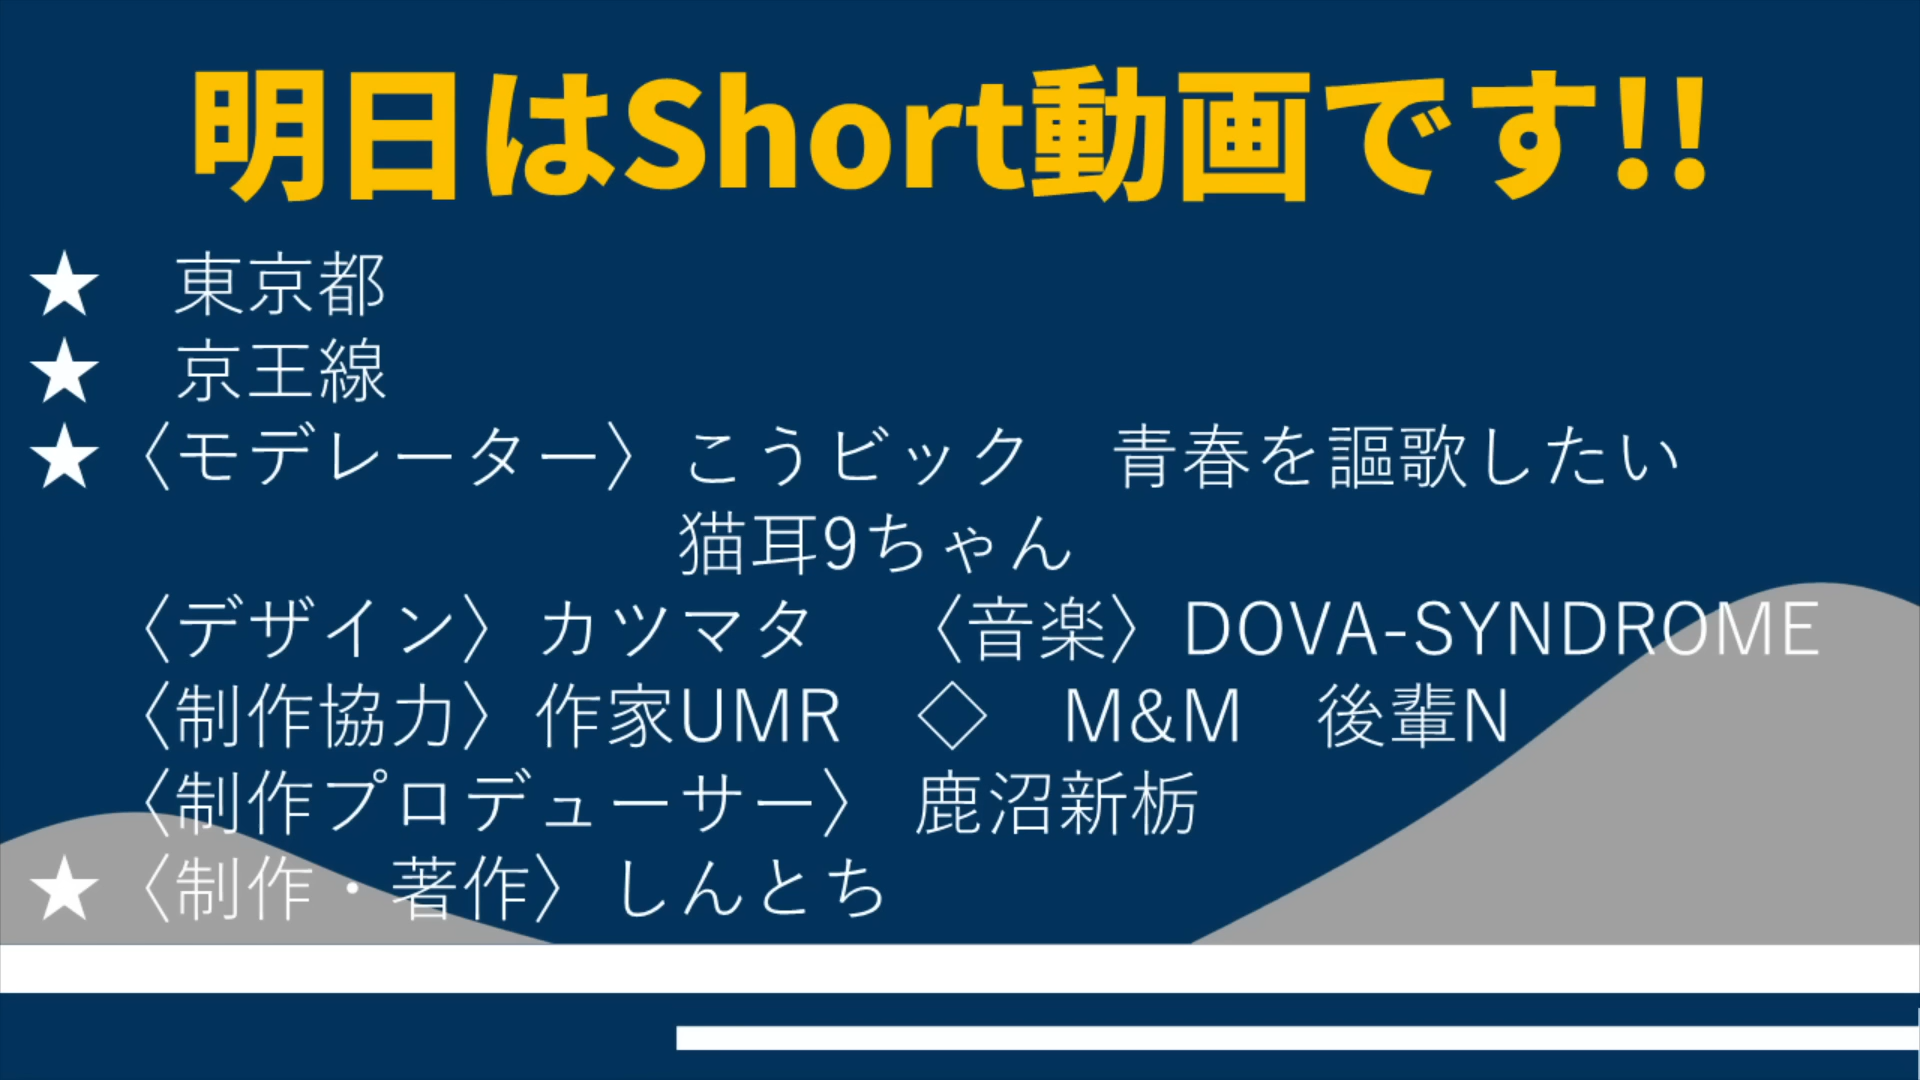 明日はShort動画です!!
★　東京都
★　京王線
★〈モデレーター〉こうビック　青春を謳歌したい
猫耳9ちゃん
〈デザイン〉カツマタ　〈音楽〉DOVA-SYNDROME
〈制作協力〉作家UMR　◇　M&M　後輩N
〈制作プロデューサー〉 鹿沼新栃
★〈制作・著作〉しんとち